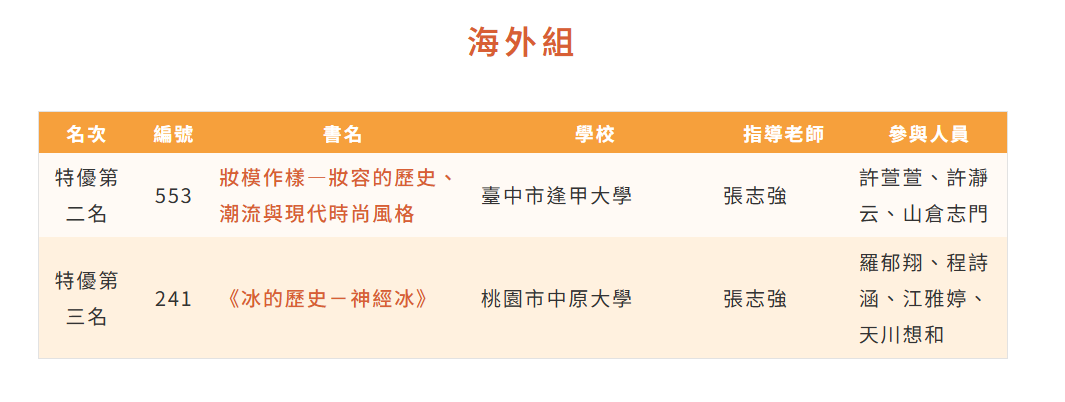 海外組
名次 編號 書名 學校 指導老師 參與人員
特優第二名 553 妝模作樣—妝容的歷史、潮流與現代時尚風格 臺中市逢甲大學 張志強 許萱萱、許瀞云、山倉志門
特優第三名 241 《冰的歷史－神經冰》 桃園市中原大學 張志強 羅郁翔、程詩涵、江雅婷、天川想和